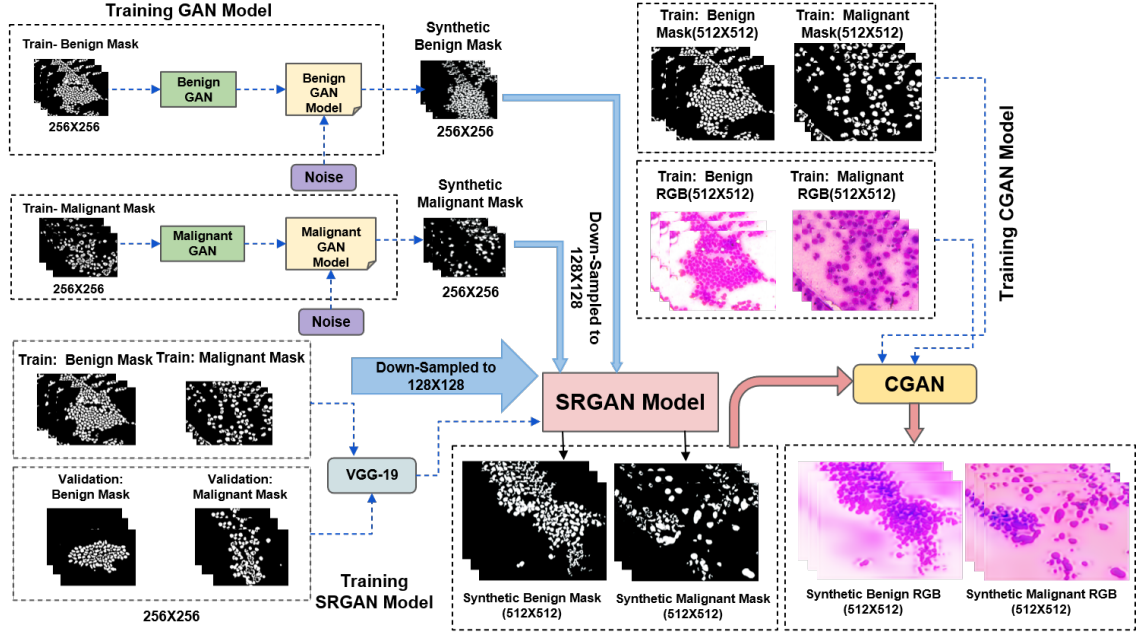 Training GAN Model
Train- Benign Mask
256X256
Benign
GAN
Benign
GAN
Model
Noise
Synthetic
Benign Mask
256X256
Train- Malignant Mask
256X256
Malignant
GAN
Malignant
GAN
Model
Noise
Synthetic
Malignant Mask
256X256
Down-Sampled to
128X128
Train: Benign
Mask(512X512)
Train: Malignant
Mask(512X512)
Train: Benign
RGB(512X512)
Train: Malignant
RGB(512X512)
Training CGAN Model
Train: Benign Mask
Train: Malignant Mask
Validation:
Benign Mask
Validation:
Malignant Mask
256X256
Down-Sampled to
128X128
VGG-19
Training
SRGAN Model
SRGAN Model
CGAN
Synthetic Benign Mask
(512X512)
Synthetic Malignant Mask
(512X512)
Synthetic Benign RGB
(512X512)
Synthetic Malignant RGB
(512X512)